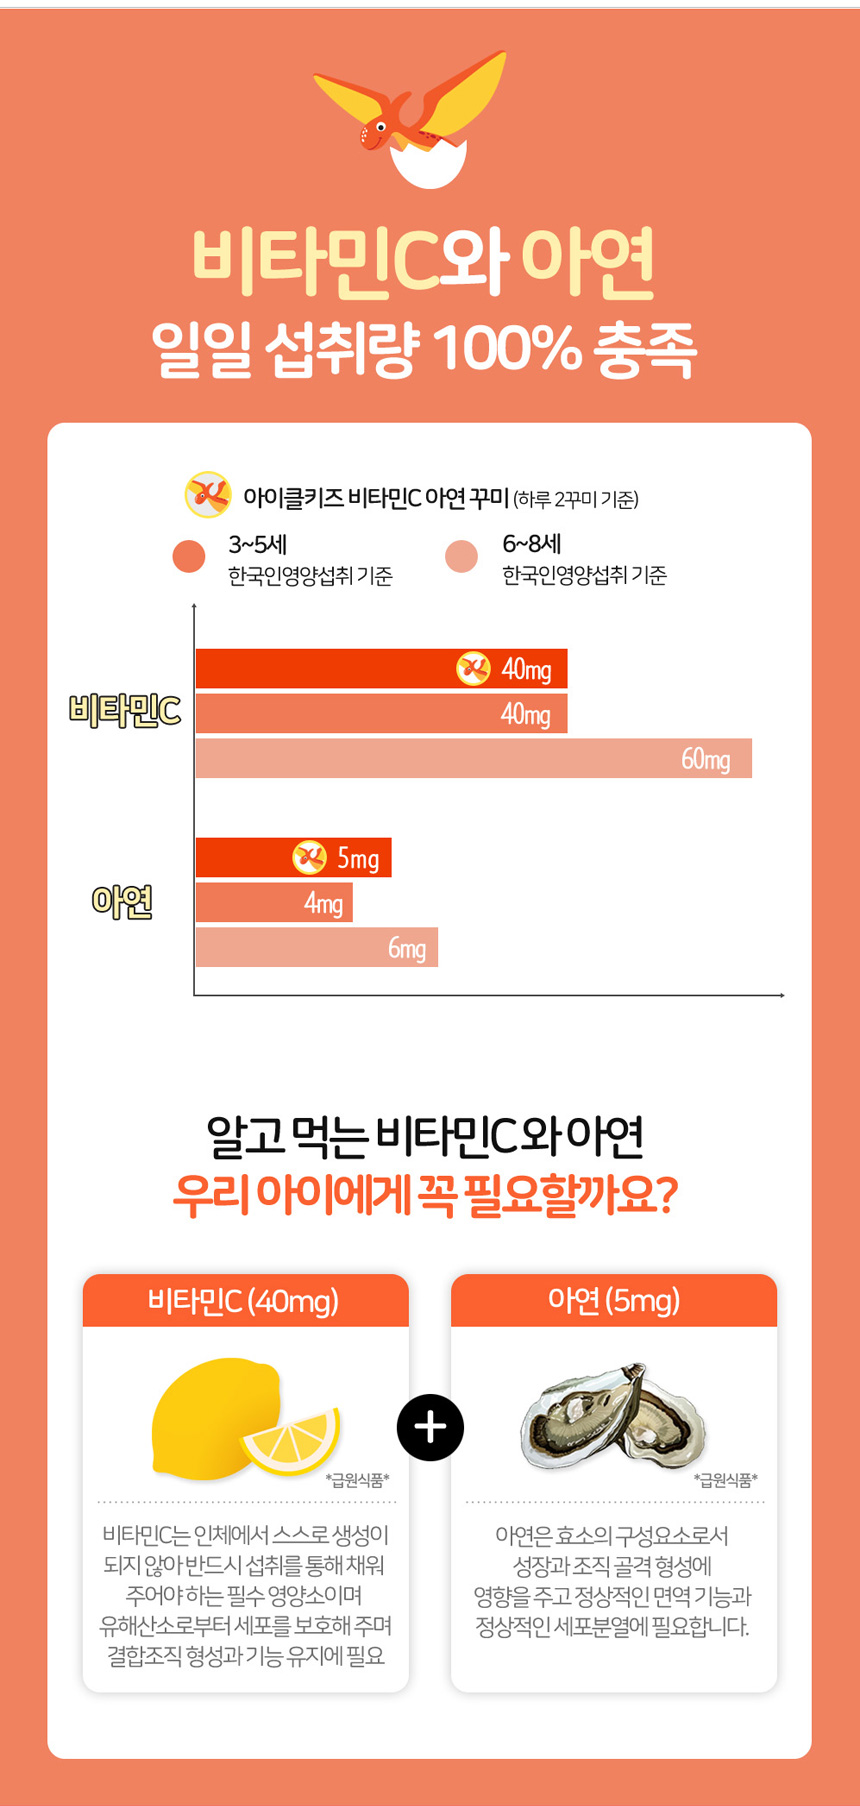 비타민C와 아연
일일 섭취량 100% 충족
아이클키즈 비타민C 아연 꾸미 (하루 2꾸미 기준)
3~5세
한국인영양섭취 기준
6~8세
한국인영양섭취 기준
비타민C
40mg
40mg
60mg
아연
5mg
4mg
6mg
알고 먹는 비타민C와 아연
우리 아이에게 꼭 필요할까요?
비타민C (40mg)
*급원식품*
비타민C는 인체에서 스스로 생성이
되지 않아 반드시 섭취를 통해 채워
주어야 하는 필수 영양소이며
유해산소로부터 세포를 보호해 주며
결합조직 형성과 기능 유지에 필요
+
아연 (5mg)
*급원식품*
아연은 효소의 구성요소로서
성장과 조직 골격 형성에
영향을 주고 정상적인 면역 기능과
정상적인 세포분열에 필요합니다.